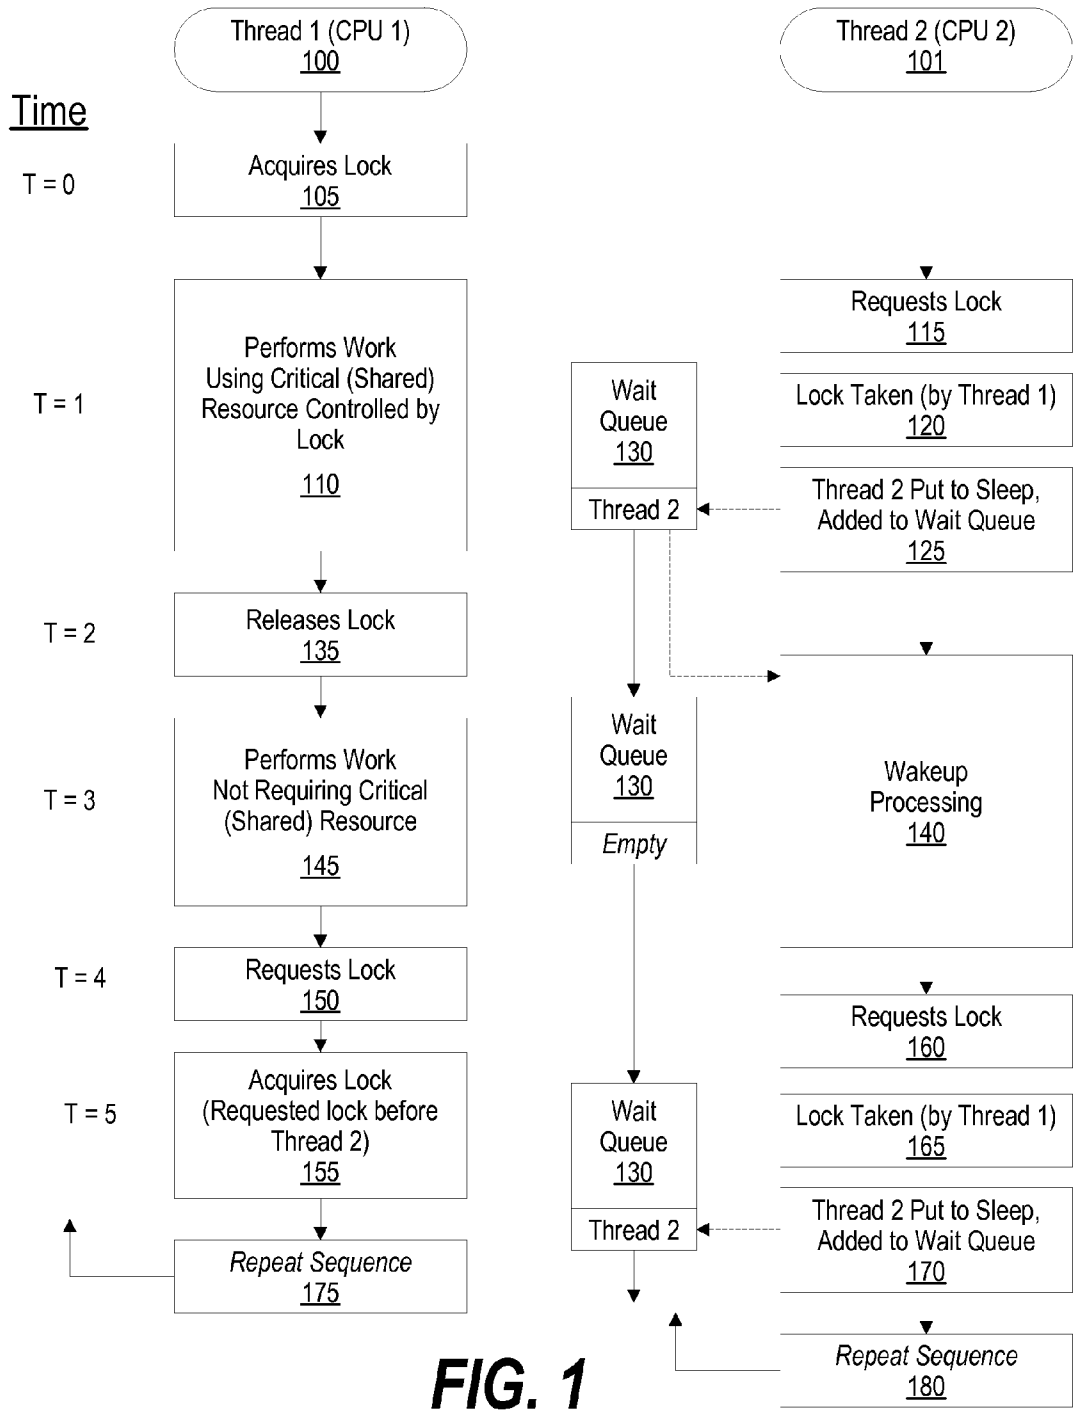 Thread 1 (CPU 1)
100
Thread 2 (CPU 2)
101
Time
T = 0
Acquires Lock
105
T = 1
Performs Work
Using Critical (Shared)
Resource Controlled by
Lock
110
Requests Lock
115
Wait
Queue
130
Thread 2
Lock Taken (by Thread 1)
120
Thread 2 Put to Sleep,
Added to Wait Queue
125
T = 2
Releases Lock
135
T = 3
Performs Work
Not Requiring Critical
(Shared) Resource
145
Wait
Queue
130
Empty
Wakeup
Processing
140
T = 4
Requests Lock
150
Requests Lock
160
T = 5
Acquires Lock
(Requested lock before
Thread 2)
155
Wait
Queue
130
Thread 2
Lock Taken (by Thread 1)
165
Thread 2 Put to Sleep,
Added to Wait Queue
170
Repeat Sequence
175
Repeat Sequence
180
FIG. 1